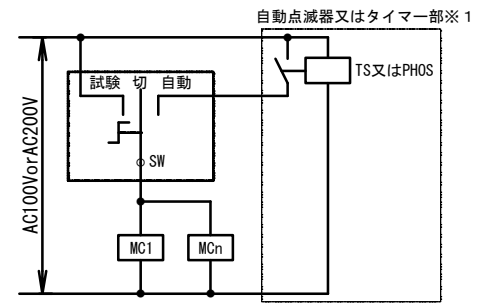 自動点滅器又はタイマー部※1
試験 切 自動
TS又はPHOS
AC100VorAC200V
SW
MC1
MCn